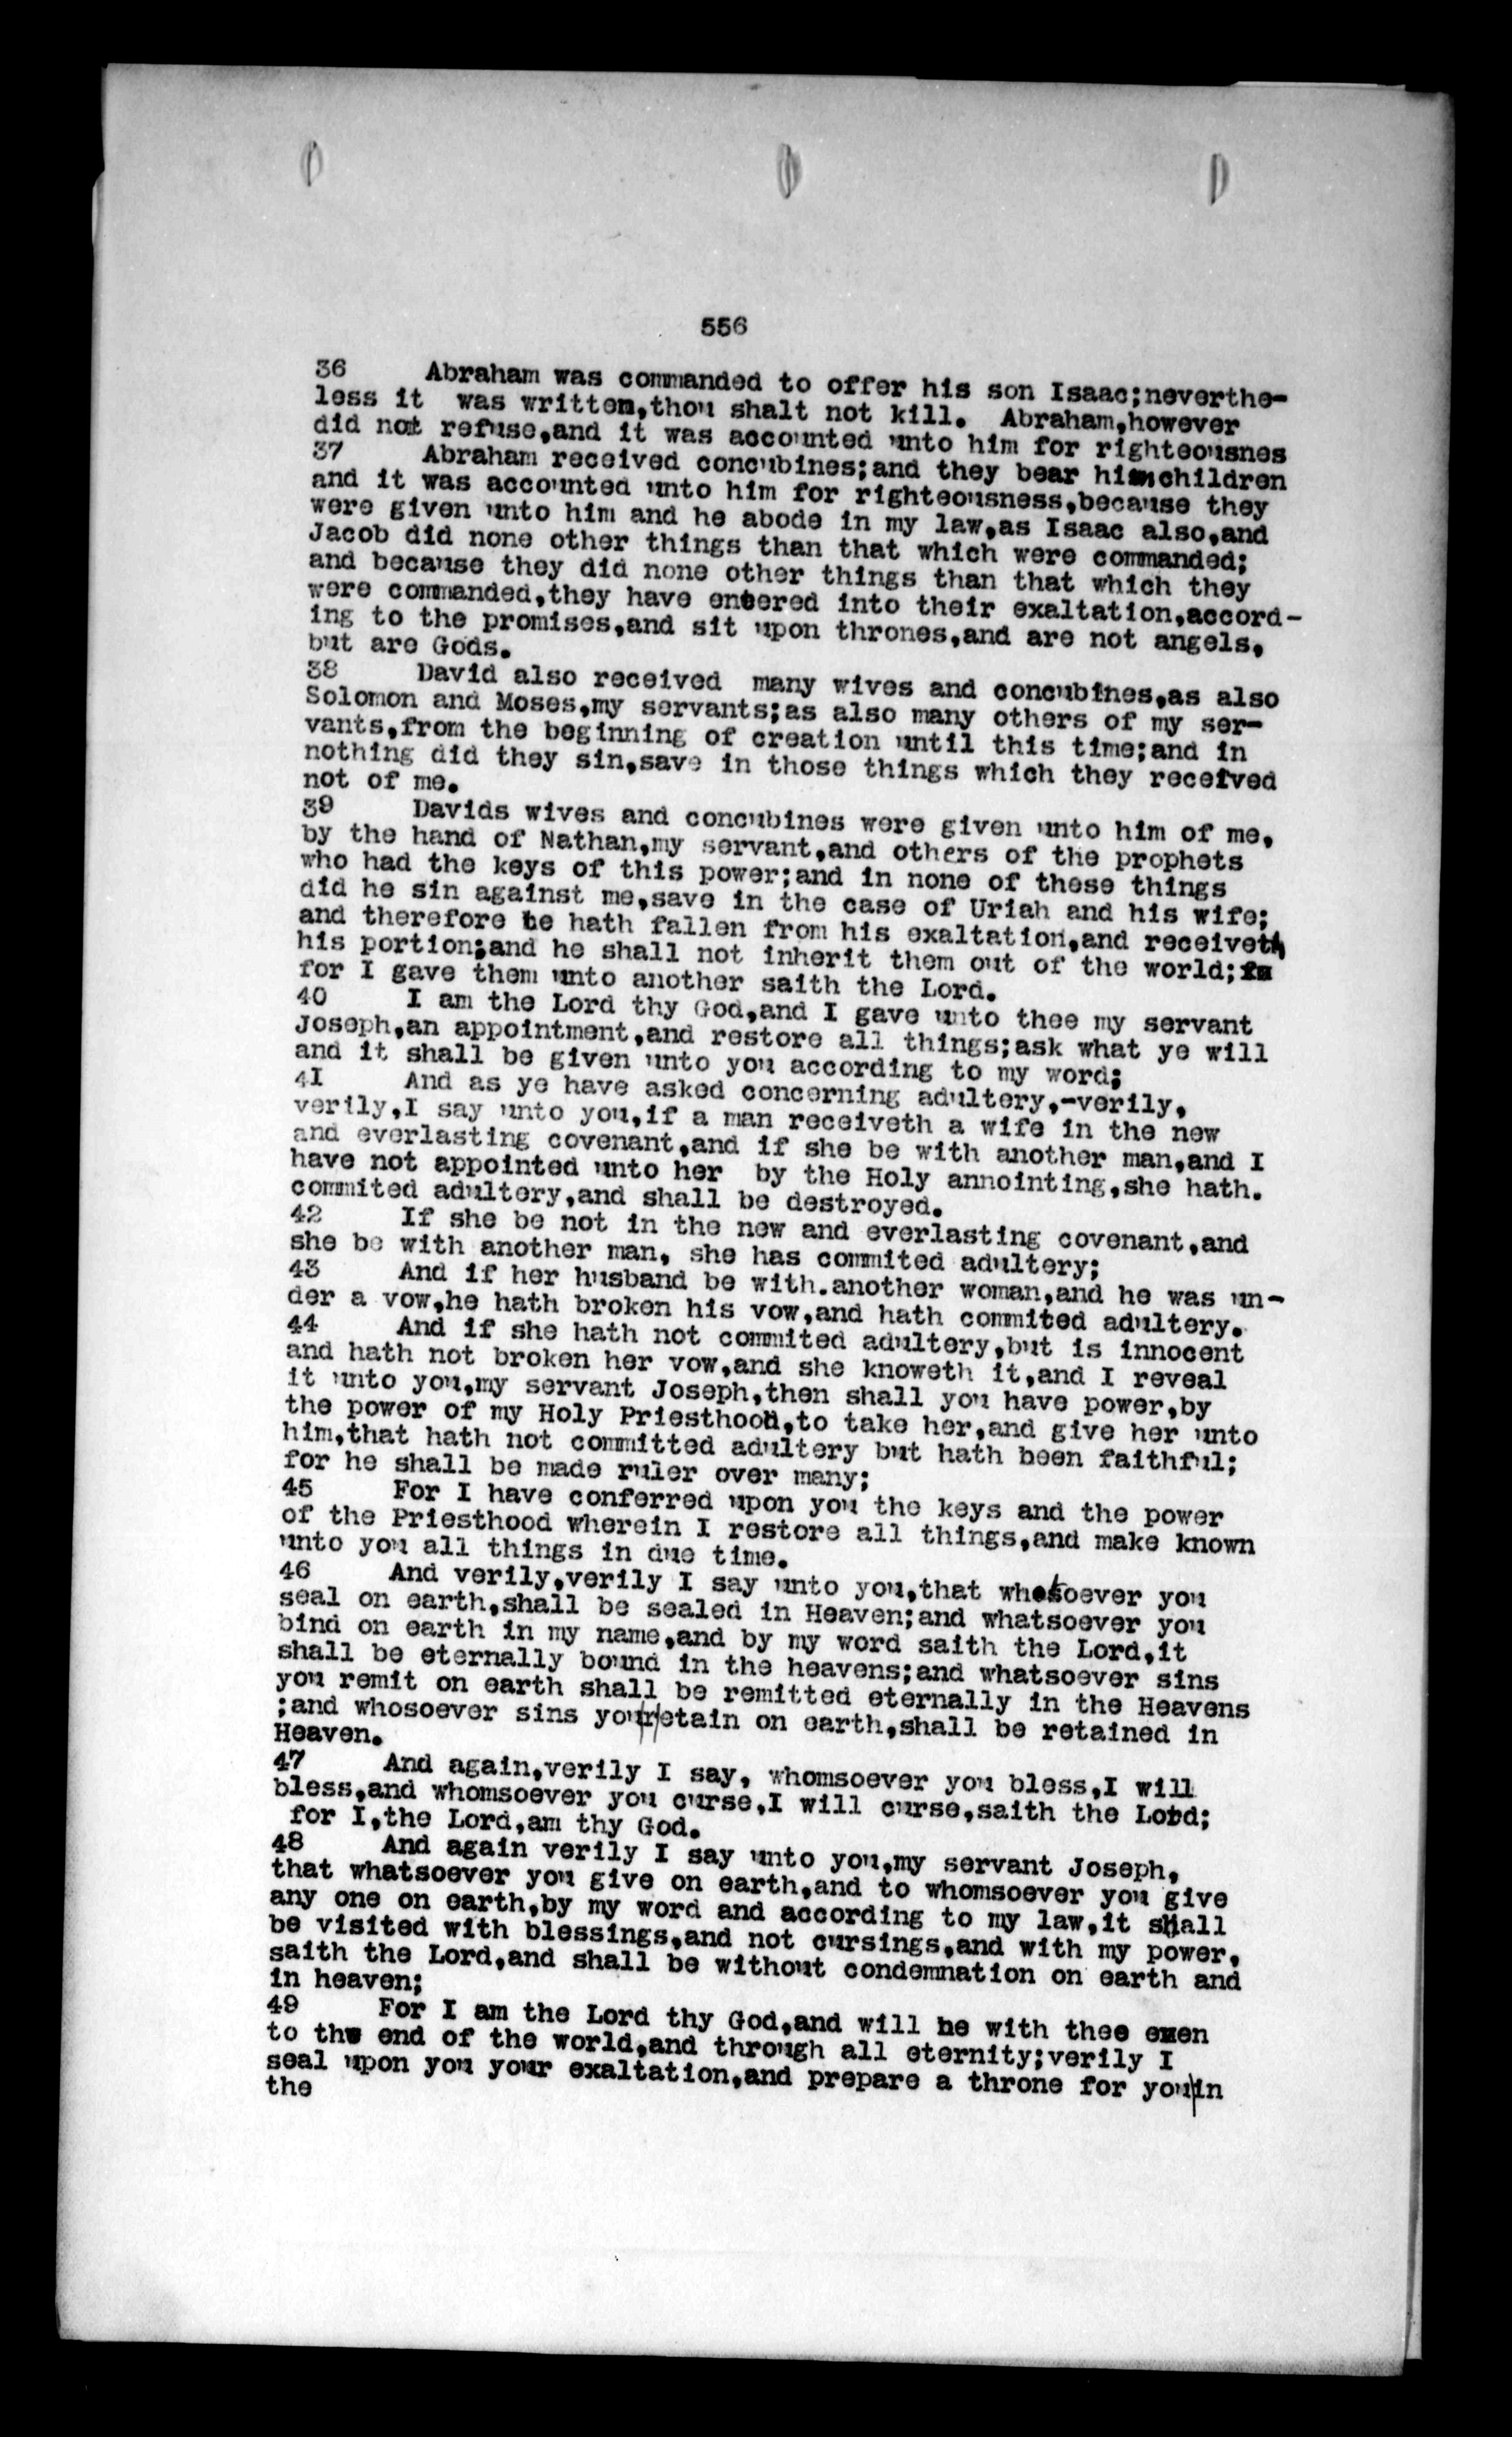 556
36 Abraham was commanded to offer his son Isaac;neverthe-
less it was written,thou shalt not kill. Abraham,however
did not refuse,and it was accounted unto him for righteousnes
37 Abraham received concubines;and they bear him children
and it was accounted unto him for righteousness,because they
were given unto him and he abode in my law,as Isaac also,and
Jacob did none other things than that which were commanded;
and because they did none other things than that which they
were commanded,they have entered into their exaltation,accord-
ing to the promises,and sit upon thrones,and are not angels,
but are Gods.
38 David also received many wives and concubines,as also
Solomon and Moses,my servants;as also many others of my ser-
vants,from the beginning of creation until this time;and in
nothing did they sin,save in those things which they received
not of me.
39 Davids wives and concubines were given unto him of me,
by the hand of Nathan,my servant,and others of the prophets
who had the keys of this power;and in none of these things
did he sin against me,save in the case of Uriah and his wife;
and therefore he hath fallen from his exaltation,and receiveth
his portion;and he shall not inherit them out of the world;
for I gave them unto another saith the Lord.
40 I am the Lord thy God,and I gave unto thee my servant
Joseph,an appointment,and restore all things;ask what ye will
and it shall be given unto you according to my word;
41 And as ye have asked concerning adultery,-verily,
verily,I say unto you,if a man receiveth a wife in the new
and everlasting covenant,and if she be with another man,and I
have not appointed unto her by the Holy annointing,she hath.
commited adultery,and shall be destroyed.
42 If she be not in the new and everlasting covenant,and
she be with another man, she has commited adultery;
43 And if her husband be with.another woman,and he was un-
der a vow,he hath broken his vow,and hath commited adultery.
44 And if she hath not commited adultery,but is innocent
and hath not broken her vow,and she knoweth it,and I reveal
it unto you,my servant Joseph,then shall you have power,by
the power of my Holy Priesthood,to take her,and give her unto
him,that hath not committed adultery but hath been faithful;
for he shall be made ruler over many;
45 For I have conferred upon you the keys and the power
of the Priesthood wherein I restore all things,and make known
unto you all things in due time.
46 And verily,verily I say unto you,that whatsoever you
seal on earth,shall be sealed in Heaven;and whatsoever you
bind on earth in my name,and by my word saith the Lord,it
shall be eternally bound in the heavens;and whatsoever sins
you remit on earth shall be remitted eternally in the Heavens
;and whosoever sins you retain on earth,shall be retained in
Heaven.
47 And again,verily I say, whomsoever you bless,I will
bless,and whomsoever you curse,I will curse,saith the Lord;
for I,the Lord,am thy God.
48 And again verily I say unto you,my servant Joseph,
that whatsoever you give on earth,and to whomsoever you give
any one on earth,by my word and according to my law,it shall
be visited with blessings,and not cursings,and with my power,
saith the Lord,and shall be without condemnation on earth and
in heaven;
49 For I am the Lord thy God,and will be with thee even
to the end of the world,and through all eternity;verily I
seal upon you your exaltation,and prepare a throne for you in
the